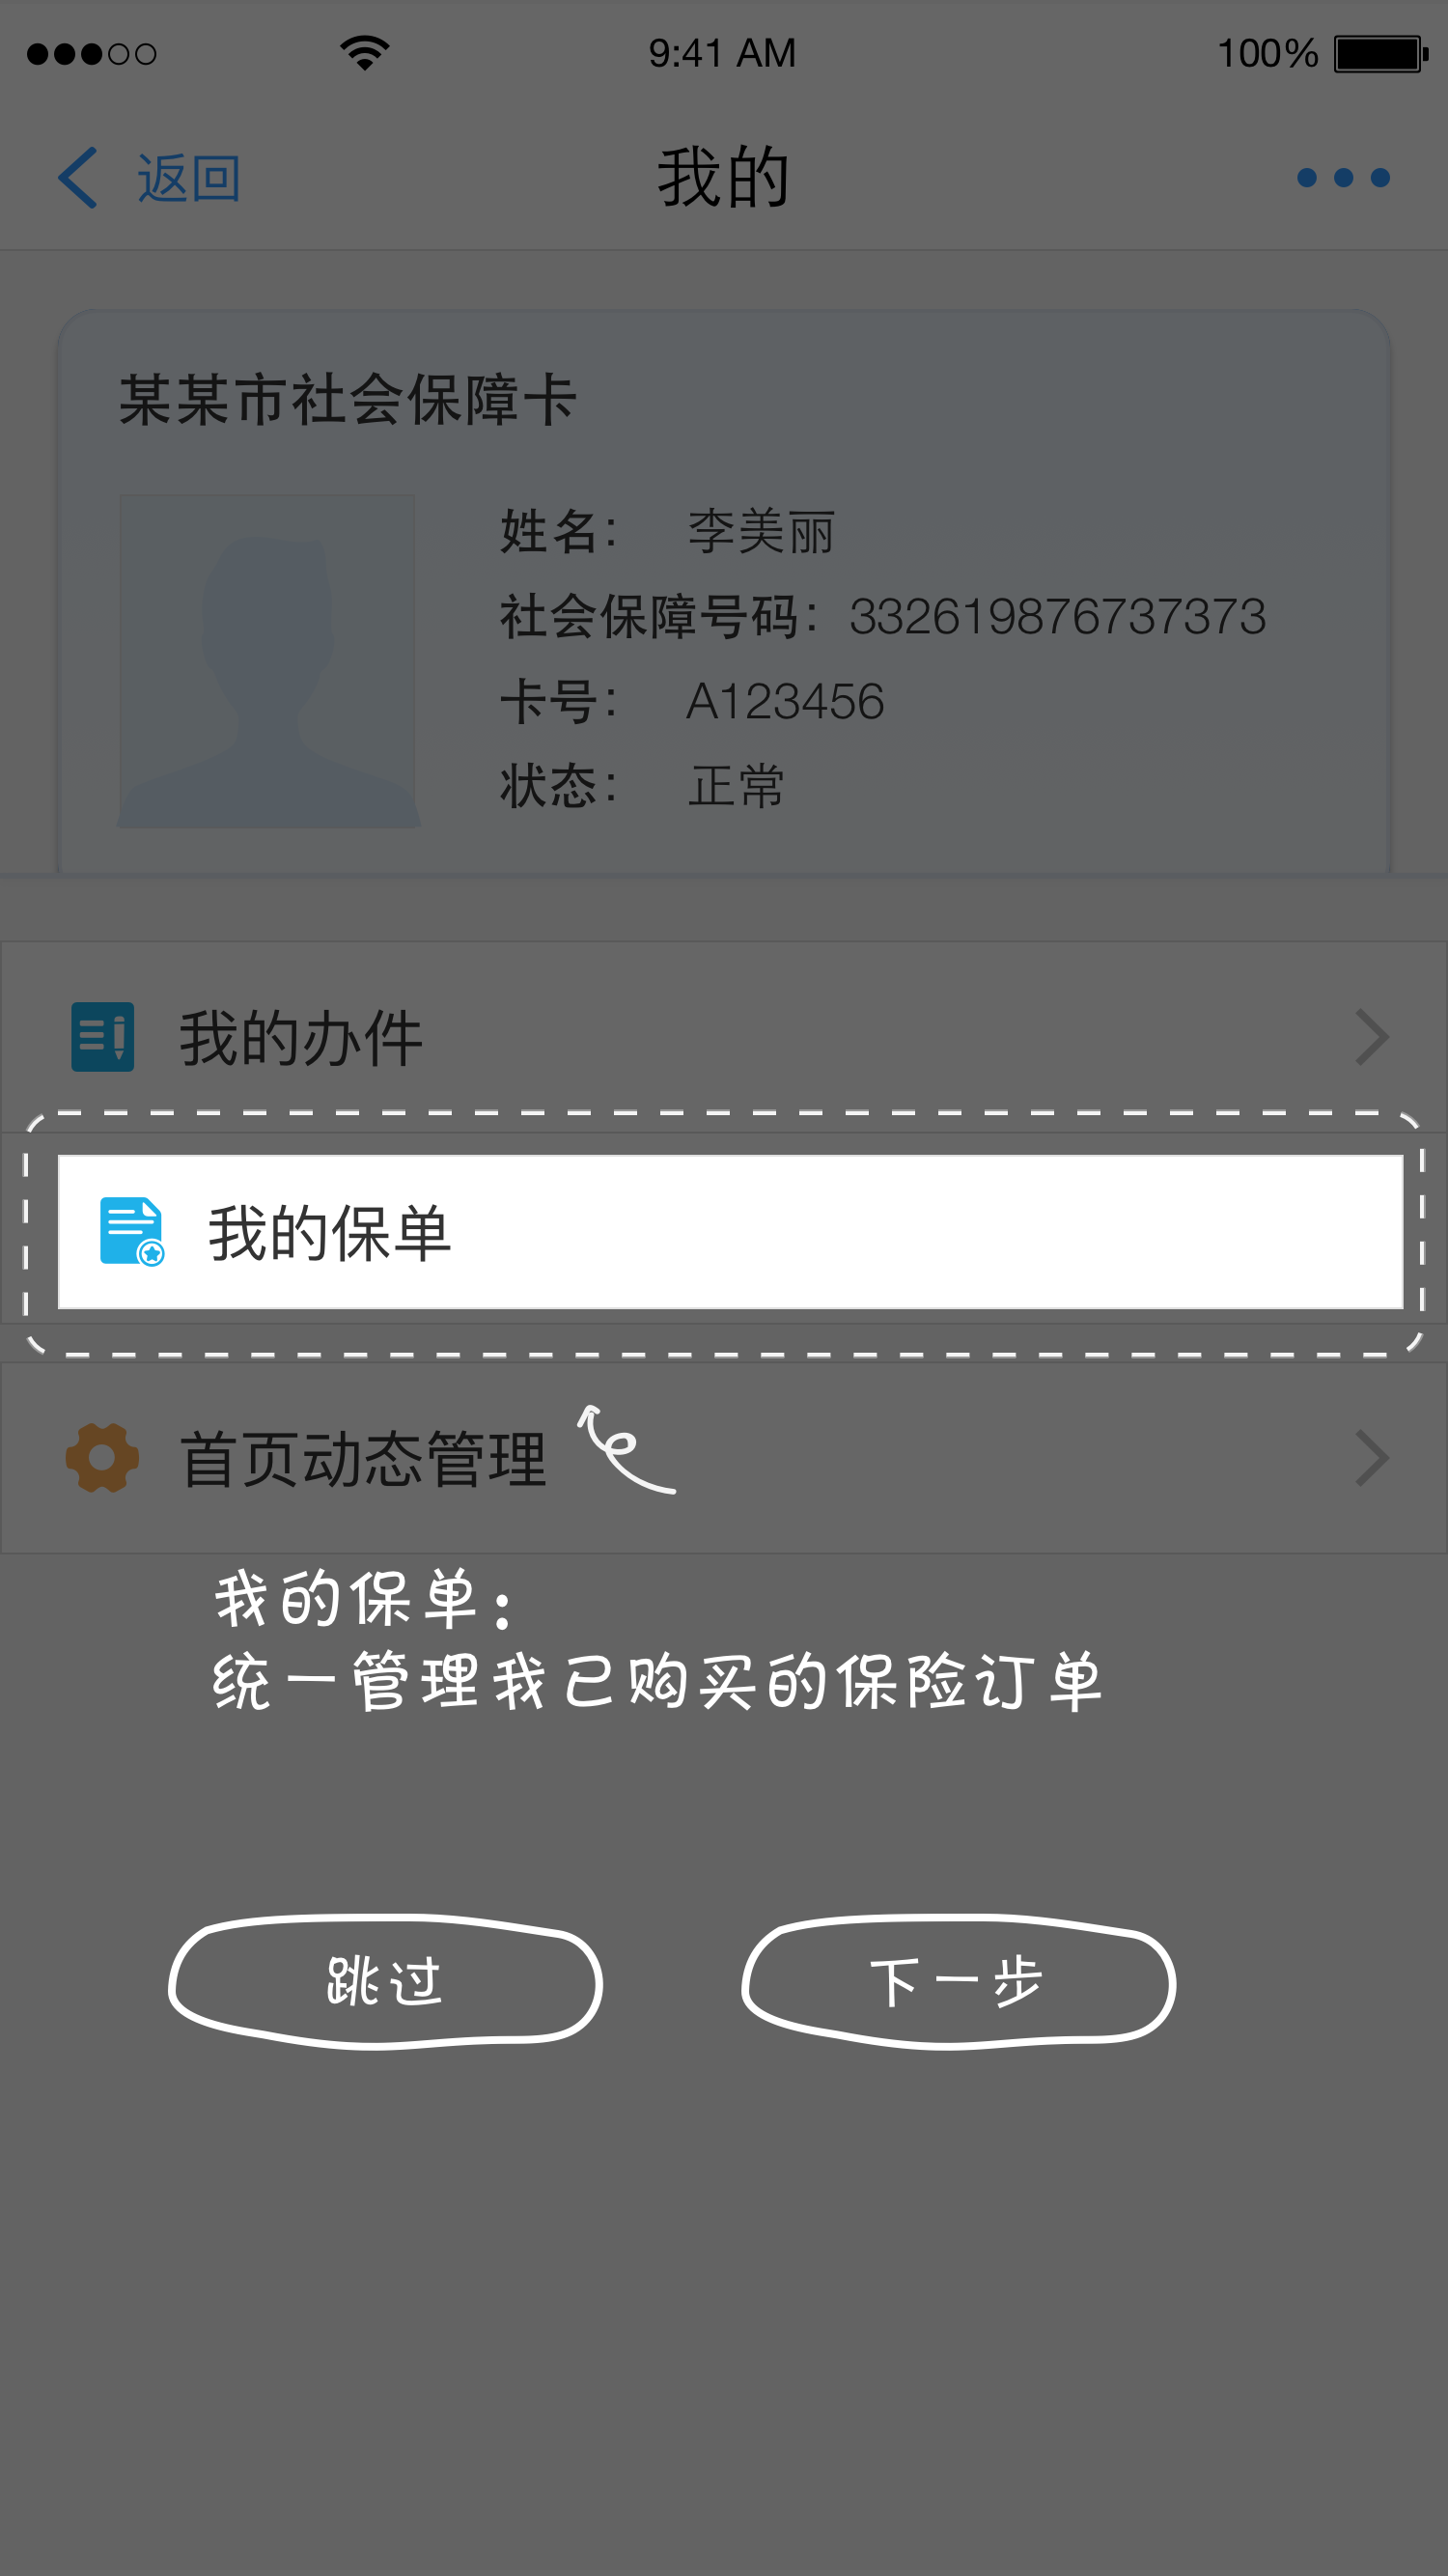 9:41 AM 100%
返回 我的
某某市社会保障卡
姓名： 李美丽
社会保障号码：332619876737373
卡号： A123456
状态： 正常
我的办件
我的保单
首页动态管理
我的保单：
统一管理我已购买的保险订单
跳过 下一步